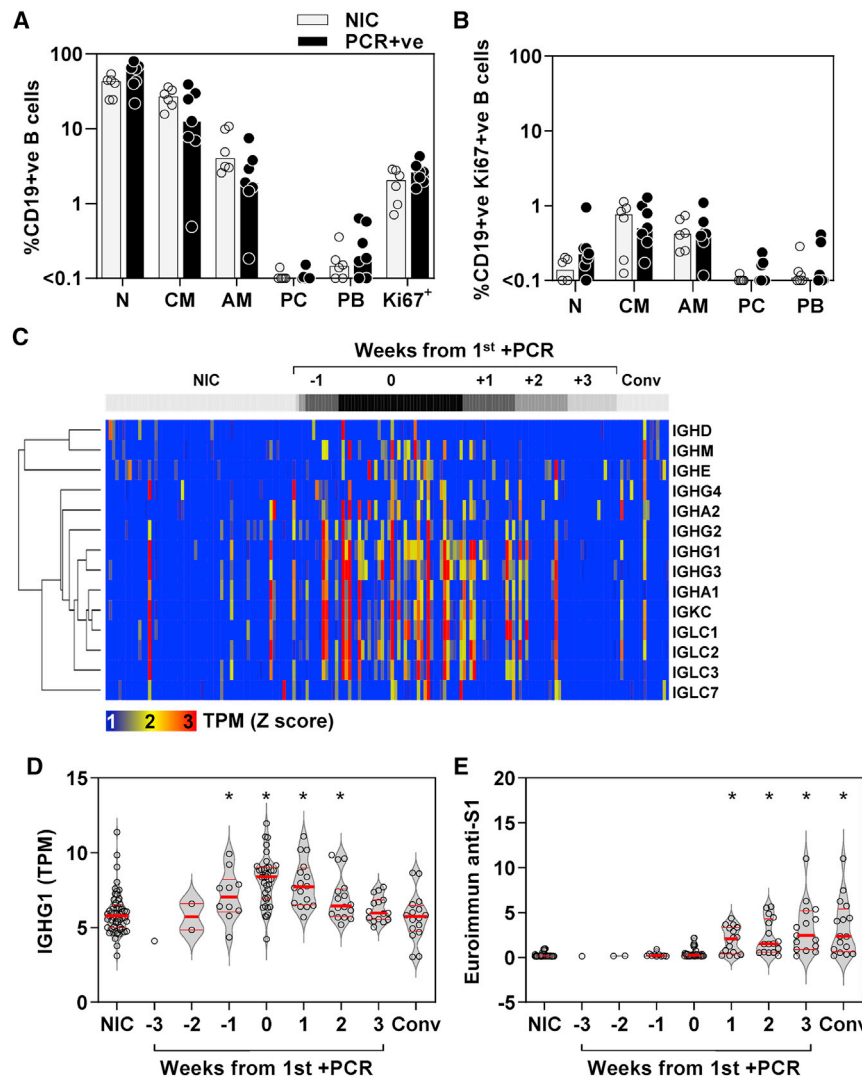 A
NIC
PCR+ve
%CD19+ve B cells
100
10
1
<0.1
N CM AM PC PB Ki67+
B
%CD19+ve Ki67+ve B cells
100
10
1
<0.1
N CM AM PC PB
C
Weeks from 1st +PCR
NIC -1 0 +1 +2 +3 Conv
IGHD
IGHM
IGHE
IGHG4
IGHA2
IGHG2
IGHG1
IGHG3
IGHA1
IGKC
IGLC1
IGLC2
IGLC3
IGLC7
1 2 3 TPM (Z score)
D
IGHG1 (TPM)
15
10
5
0
* * * *
NIC -3 -2 -1 0 1 2 3 Conv
Weeks from 1st +PCR
E
Euroimmun anti-S1
20
15
10
5
0
-5
* * * *
NIC -3 -2 -1 0 1 2 3 Conv
Weeks from 1st +PCR